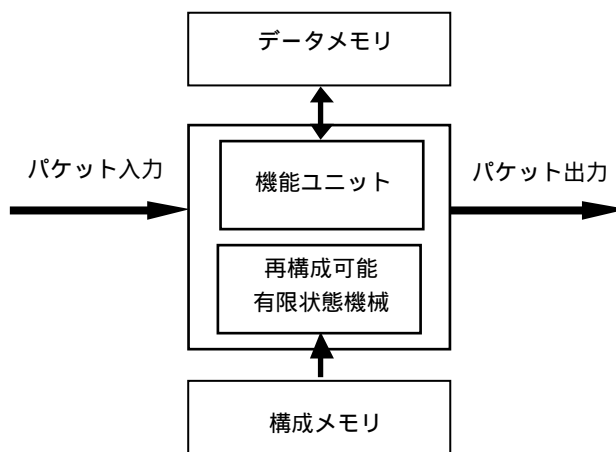 データメモリ
パケット入力
機能ユニット
パケット出力
再構成可能
有限状態機械
構成メモリ